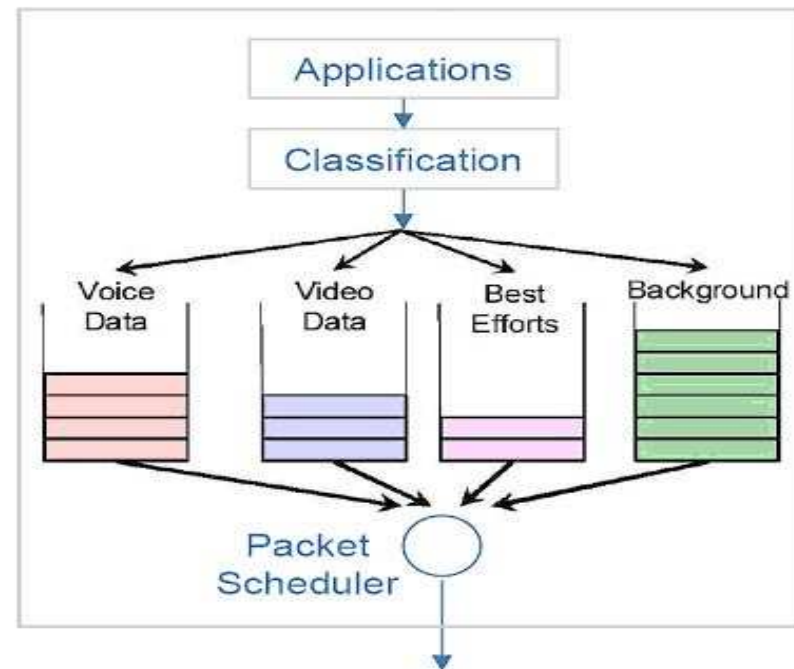 Applications
Classification
Voice
Data
Video
Data
Best
Efforts
Background
Packet
Scheduler